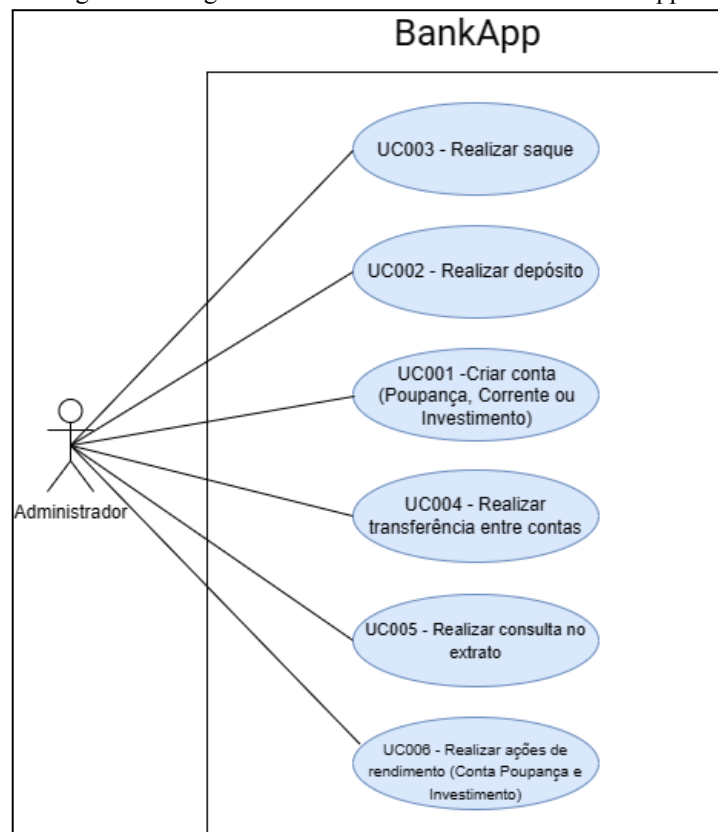 BankApp
UC003 - Realizar saque
UC002 - Realizar depósito
UC001 -Criar conta
(Poupança, Corrente ou
Investimento)
Administrador
UC004 - Realizar
transferência entre contas
UC005 - Realizar consulta no
extrato
UC006 - Realizar ações de
rendimento (Conta Poupança e
Investimento)